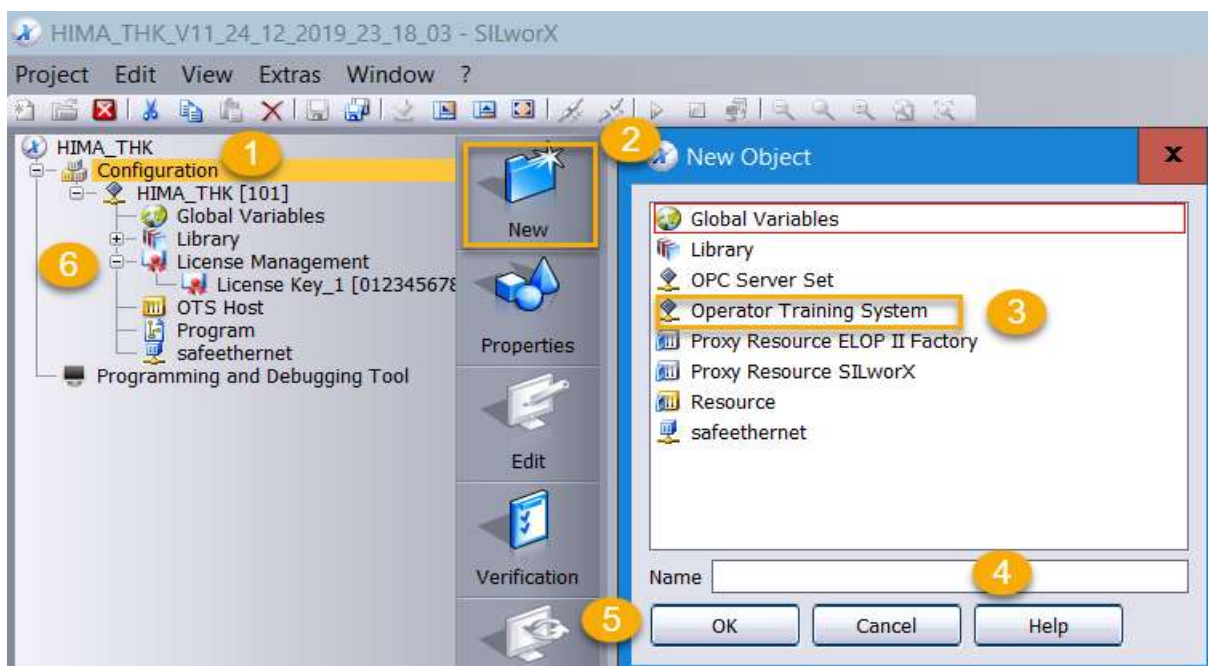 HIMA_THK_V11_24_12_2019_23_18_03 - SILworX
Project Edit View Extras Window ?
HIMA_THK
1
Configuration
HIMA_THK [101]
Global Variables
Library
6
License Management
License Key_1 [012345678
OTS Host
Program
safeethernet
Programming and Debugging Tool
New
Properties
Edit
Verification
2
New Object
x
Global Variables
Library
OPC Server Set
Operator Training System
3
Proxy Resource ELOP II Factory
Proxy Resource SILworX
Resource
safeethernet
Name
4
5
OK Cancel Help